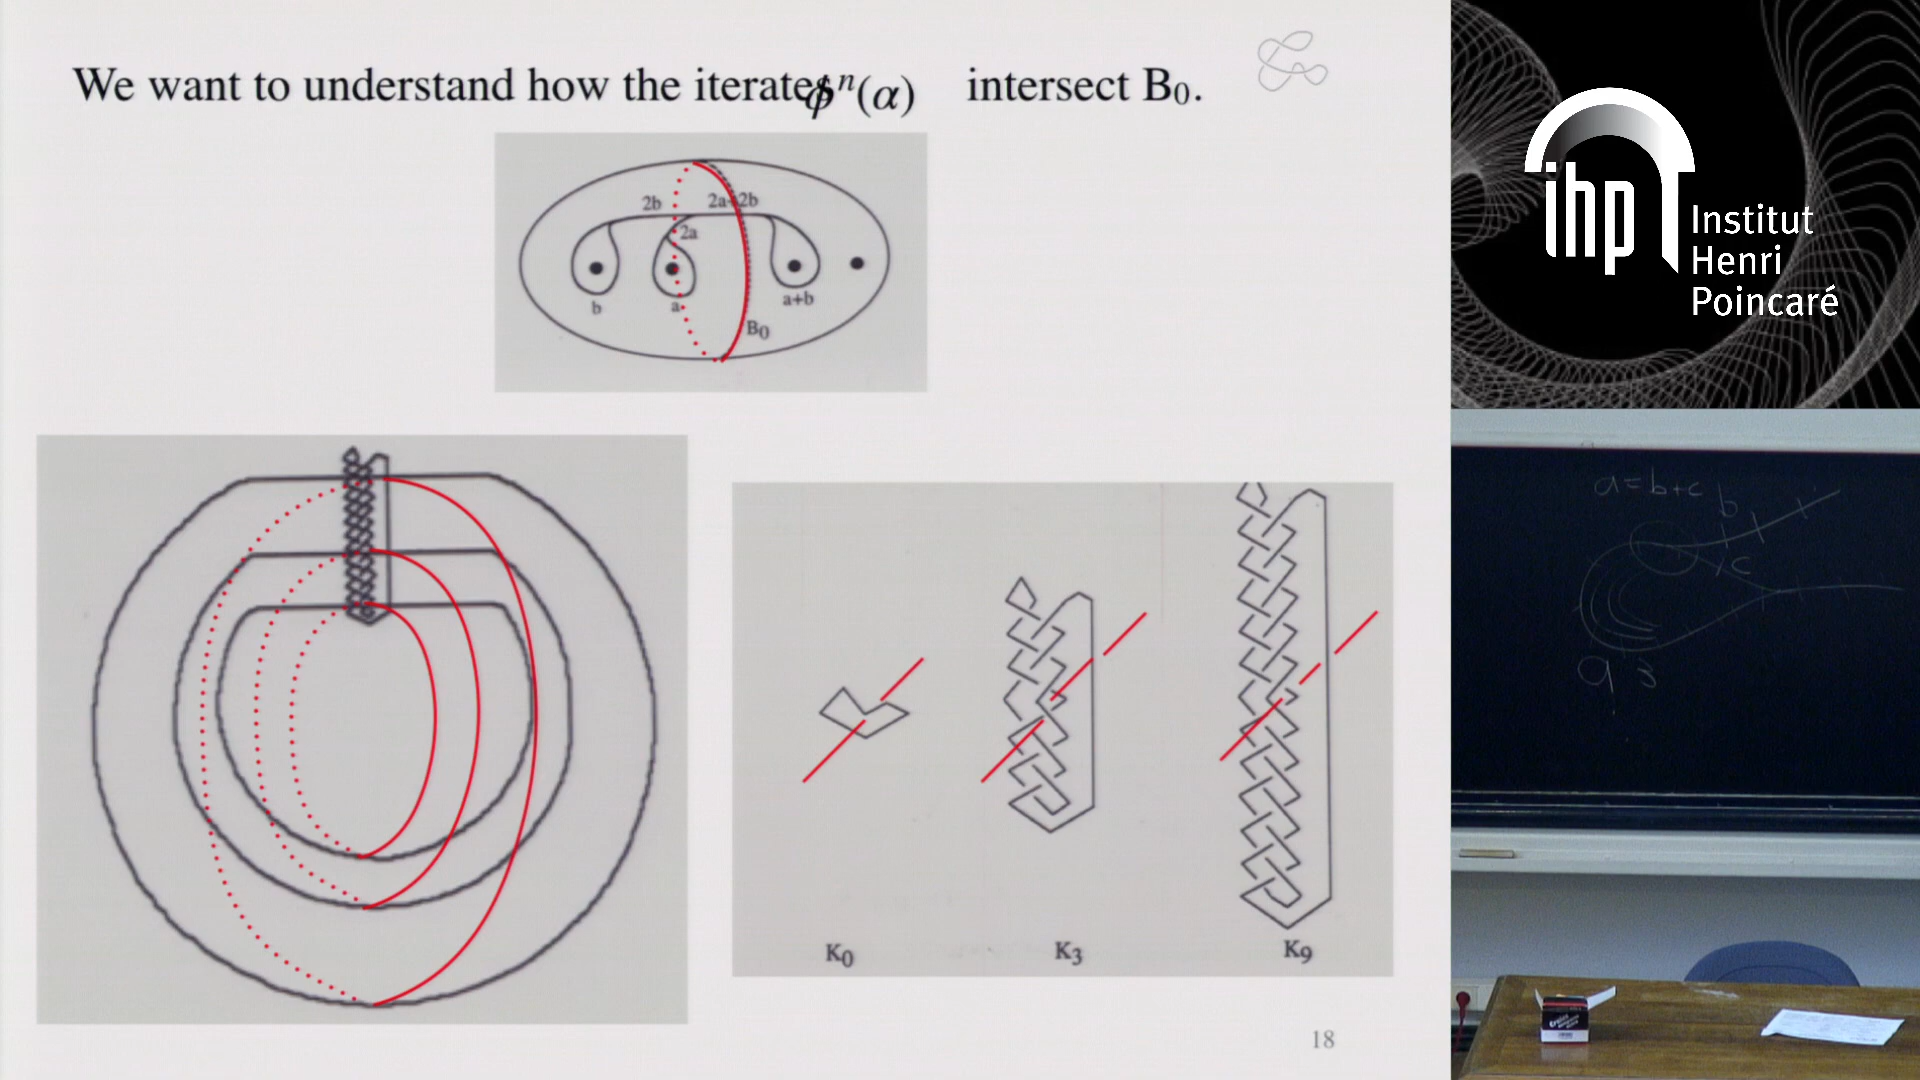 We want to understand how the iterates ϕⁿ(α) intersect B₀.
2b 2a+2b
2a
b a a+b
B₀
K₀ K₃ K₉
18
ihp Institut
Henri
Poincaré
a=b+c b
c